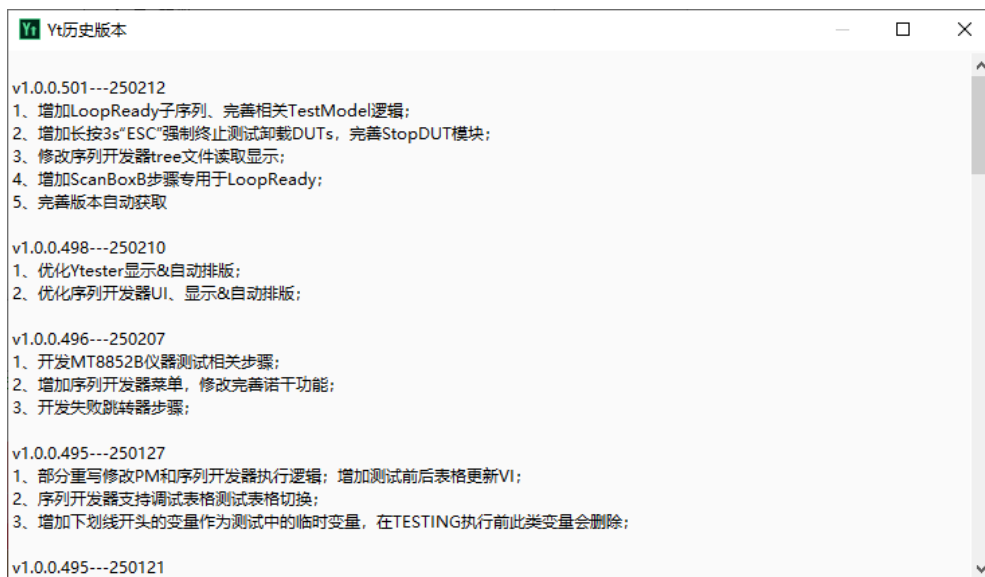 Yt Yt历史版本
v1.0.0.501---250212
1、增加LoopReady子序列、完善相关TestModel逻辑；
2、增加长按3s“ESC”强制终止测试卸载DUTs，完善StopDUT模块；
3、修改序列开发器tree文件读取显示；
4、增加ScanBoxB步骤专用于LoopReady；
5、完善版本自动获取
v1.0.0.498---250210
1、优化Ytester显示&自动排版；
2、优化序列开发器UI、显示&自动排版；
v1.0.0.496---250207
1、开发MT8852B仪器测试相关步骤；
2、增加序列开发器菜单，修改完善诺干功能；
3、开发失败跳转器步骤；
v1.0.0.495---250127
1、部分重写修改PM和序列开发器执行逻辑；增加测试前后表格更新VI；
2、序列开发器支持调试表格测试表格切换；
3、增加下划线开头的变量作为测试中的临时变量，在TESTING执行前此类变量会删除；
v1.0.0.495---250121